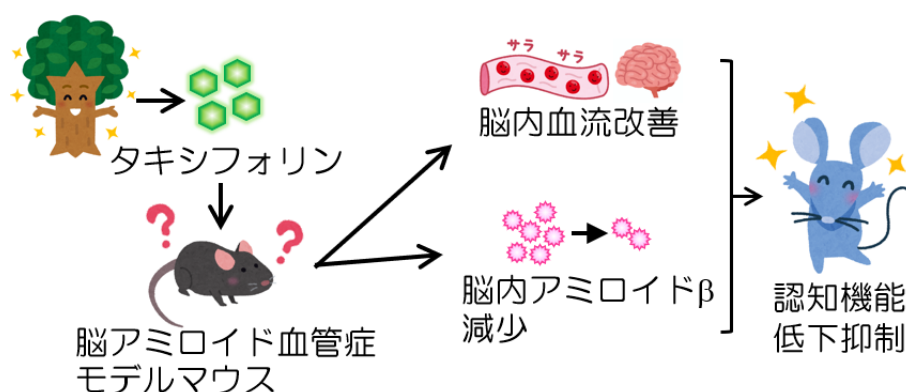 サラ サラ
脳内血流改善
タキシフォリン
? ?
脳内アミロイドβ
減少
脳アミロイド血管症
モデルマウス
認知機能
低下抑制